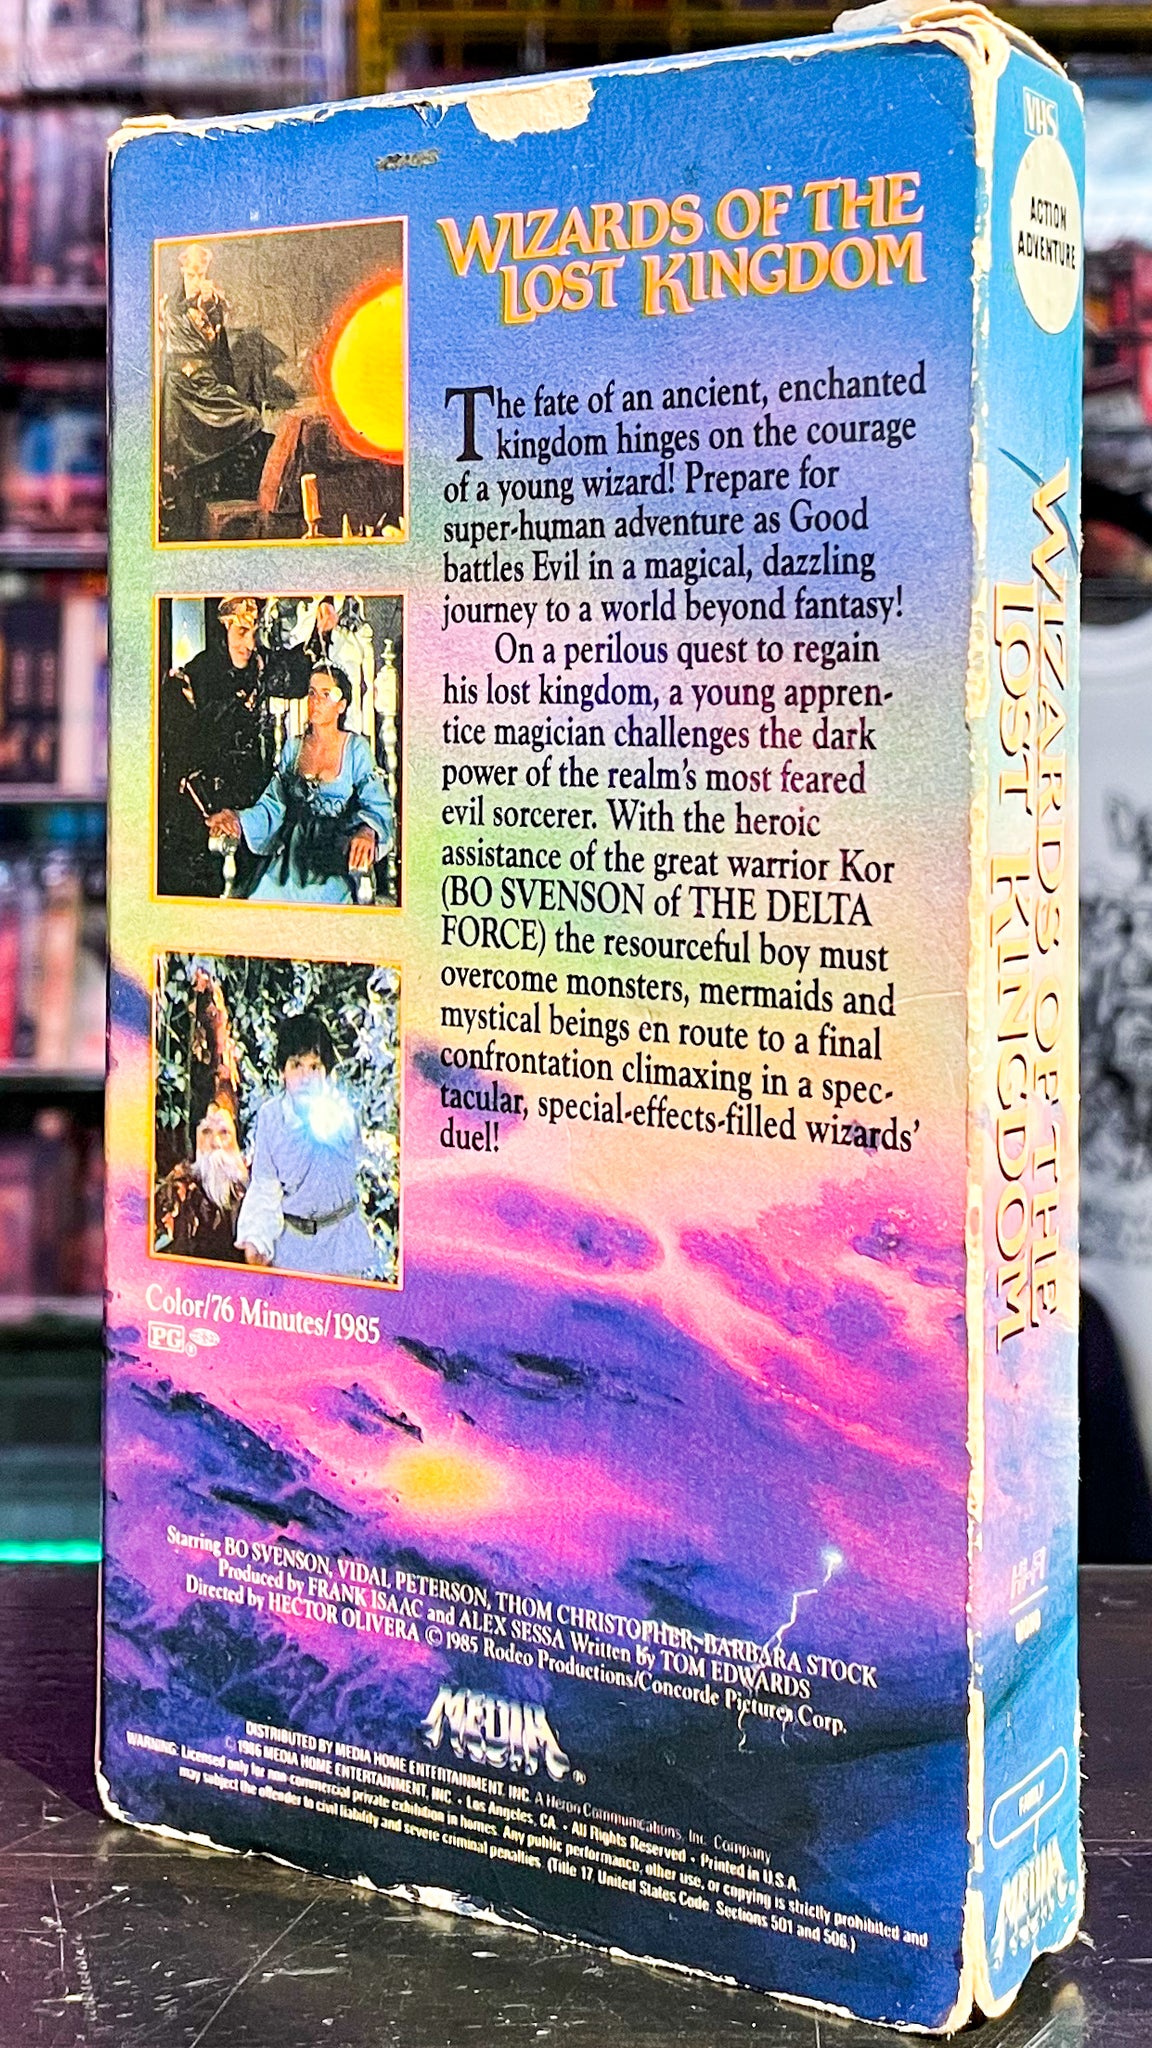 WIZARDS OF THE
LOST KINGDOM
The fate of an ancient, enchanted
kingdom hinges on the courage
of a young wizard! Prepare for
super-human adventure as Good
battles Evil in a magical, dazzling
journey to a world beyond fantasy!
On a perilous quest to regain
his lost kingdom, a young appren-
tice magician challenges the dark
power of the realm's most feared
evil sorcerer. With the heroic
assistance of the great warrior Kor
(BO SVENSON of THE DELTA
FORCE) the resourceful boy must
overcome monsters, mermaids and
mystical beings en route to a final
confrontation climaxing in a spec-
tacular, special-effects-filled wizards'
duel!
Color/76 Minutes/1985
PG
Starring BO SVENSON, VIDAL PETERSON, THOM CHRISTOPHER, BARBARA STOCK
Produced by FRANK ISAAC and ALEX SESSA Written by TOM EDWARDS
Directed by HECTOR OLIVERA © 1985 Rodeo Productions/Concorde Pictures Corp.
MEDIA®
DISTRIBUTED BY MEDIA HOME ENTERTAINMENT, INC. A Heron Communications, Inc. Company
© 1986 MEDIA HOME ENTERTAINMENT, INC. • Los Angeles, CA. • All Rights Reserved • Printed in U.S.A.
WARNING: Licensed only for non-commercial private exhibition in homes. Any public performance, other use, or copying is strictly prohibited and
may subject the offender to civil liability and severe criminal penalties. (Title 17, United States Code, Sections 501 and 506.)
VHS
ACTION
ADVENTURE
WIZARDS OF THE
LOST KINGDOM
HI-FI
MONO
FAMILY
MEDIA